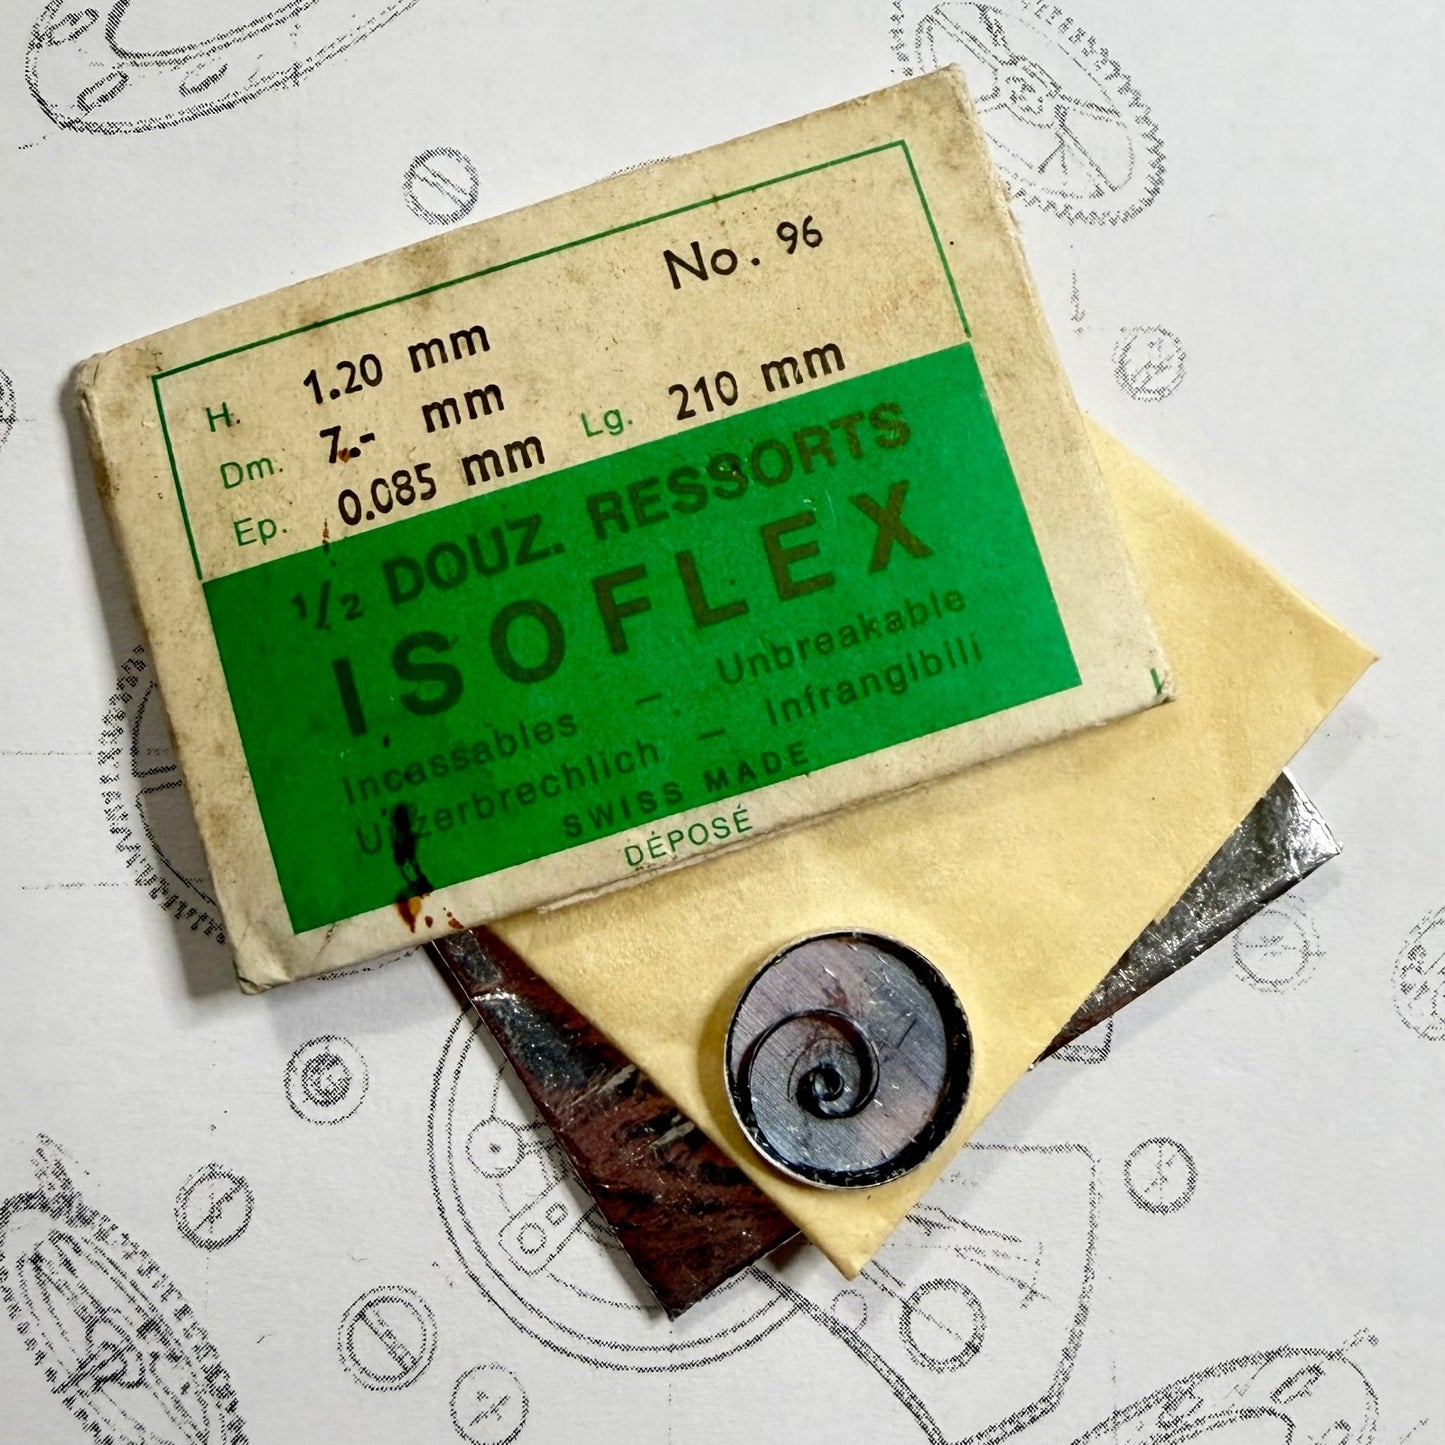 No. 96
H. 1.20 mm
Dm. 7.- mm
Ep. 0.085 mm Lg. 210 mm
1/2 DOUZ. RESSORTS
ISOFLEX
Incassables - Unbreakable
Unzerbrechlich - Infrangibili
SWISS MADE
DÉPOSÉ